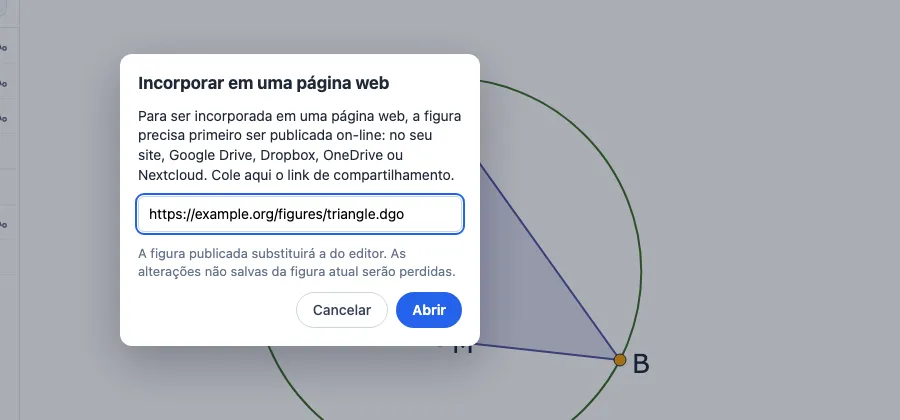 Incorporar em uma página web
Para ser incorporada em uma página web, a figura
precisa primeiro ser publicada on-line: no seu
site, Google Drive, Dropbox, OneDrive ou
Nextcloud. Cole aqui o link de compartilhamento.
https://example.org/figures/triangle.dgo
A figura publicada substituirá a do editor. As
alterações não salvas da figura atual serão perdidas.
Cancelar
Abrir
B